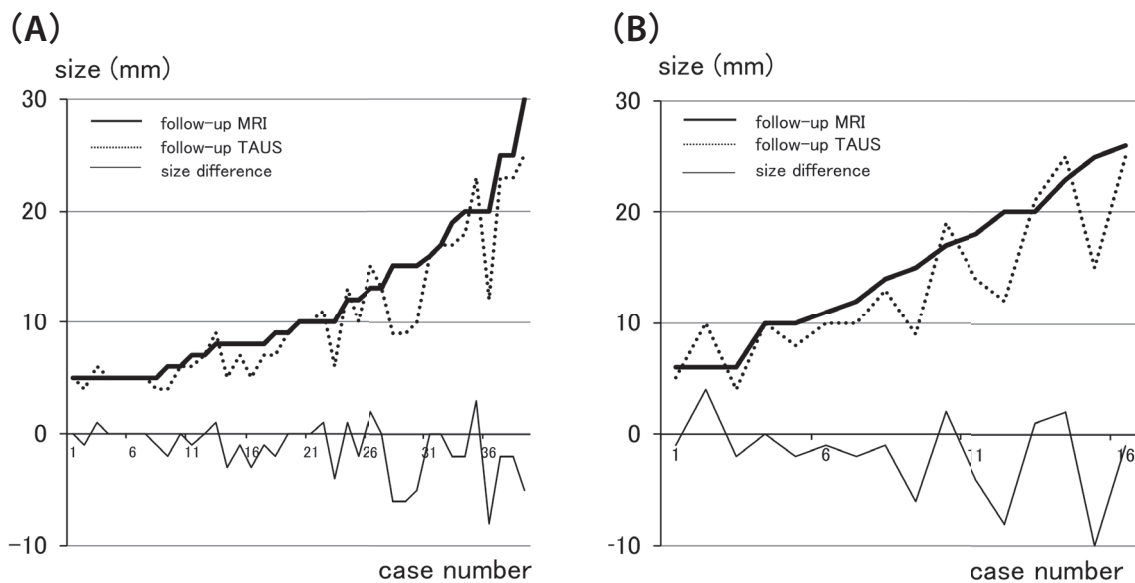 (A)
size (mm)
30
20
10
0
-10
follow-up MRI
follow-up TAUS
size difference
1 6 11 16 21 26 31 36
case number
(B)
size (mm)
30
20
10
0
-10
follow-up MRI
follow-up TAUS
size difference
1 6 11 16
case number